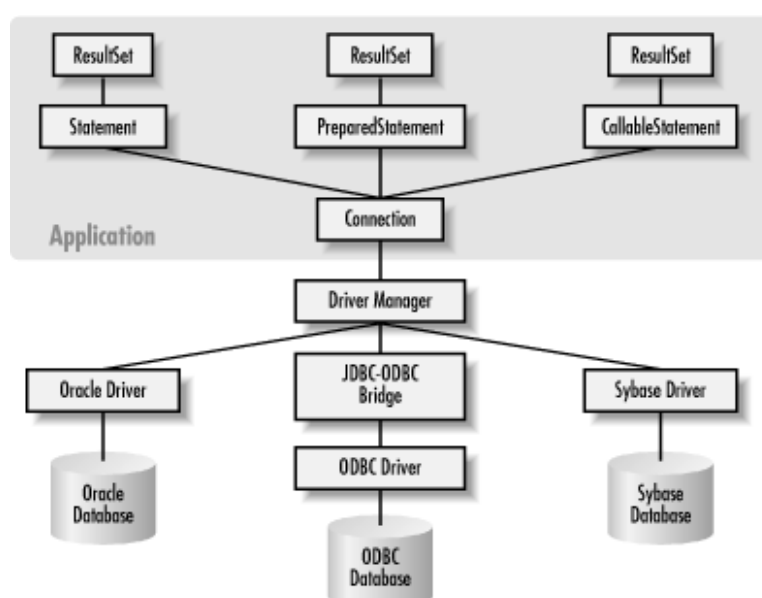 ResultSet
ResultSet
ResultSet
Statement
PreparedStatement
CallableStatement
Connection
Application
Driver Manager
Oracle Driver
JDBC-ODBC
Bridge
Sybase Driver
ODBC Driver
Oracle
Database
Sybase
Database
ODBC
Database